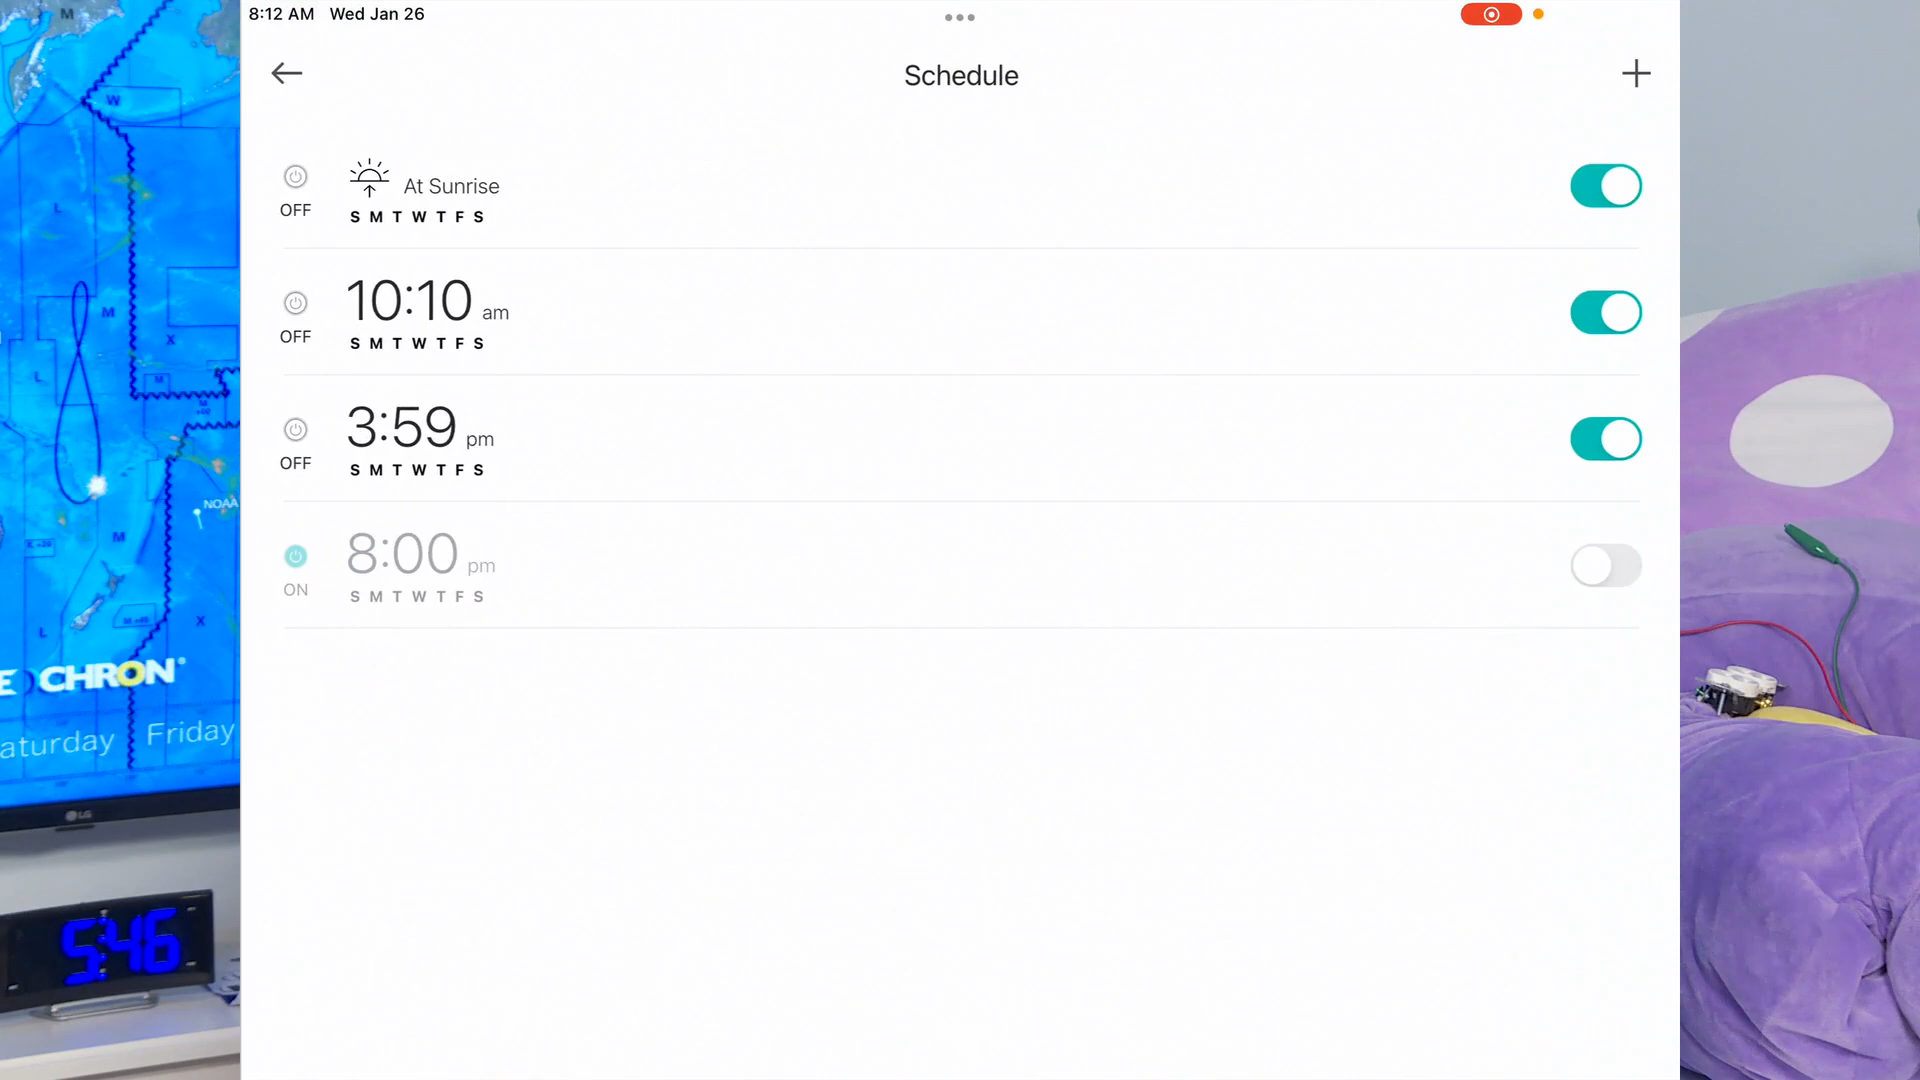 8:12 AM Wed Jan 26
Schedule
At Sunrise
OFF
S M T W T F S
10:10 am
OFF
S M T W T F S
3:59 pm
OFF
S M T W T F S
8:00 pm
ON
S M T W T F S
M
W
L
M
X
L
M
NOAA
M
X
L
CHRON
Friday
LG
5:46